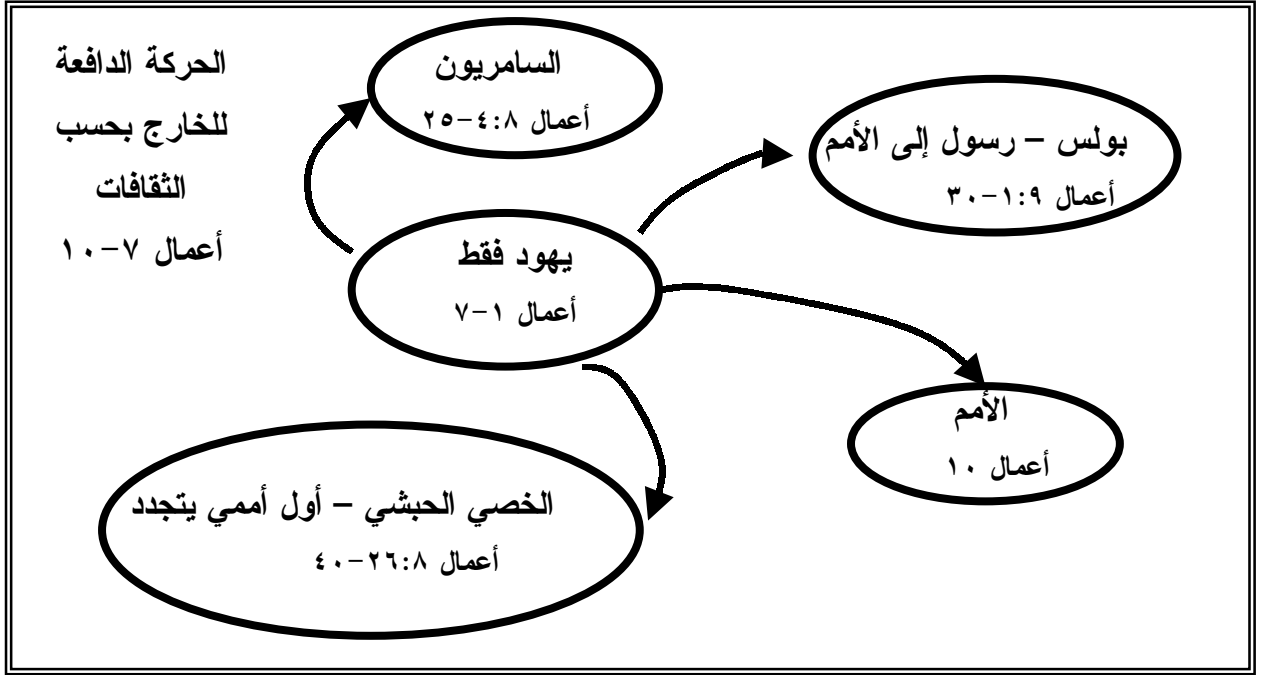 الحركة الدافعة
للخارج بحسب
الثقافات
أعمال ٧-١٠
السامريون
أعمال ٤:٨-٢٥
بولس – رسول إلى الأمم
أعمال ١:٩-٣٠
يهود فقط
أعمال ١-٧
الأمم
أعمال ١٠
الخصي الحبشي – أول أممي يتجدد
أعمال ٢٦:٨-٤٠